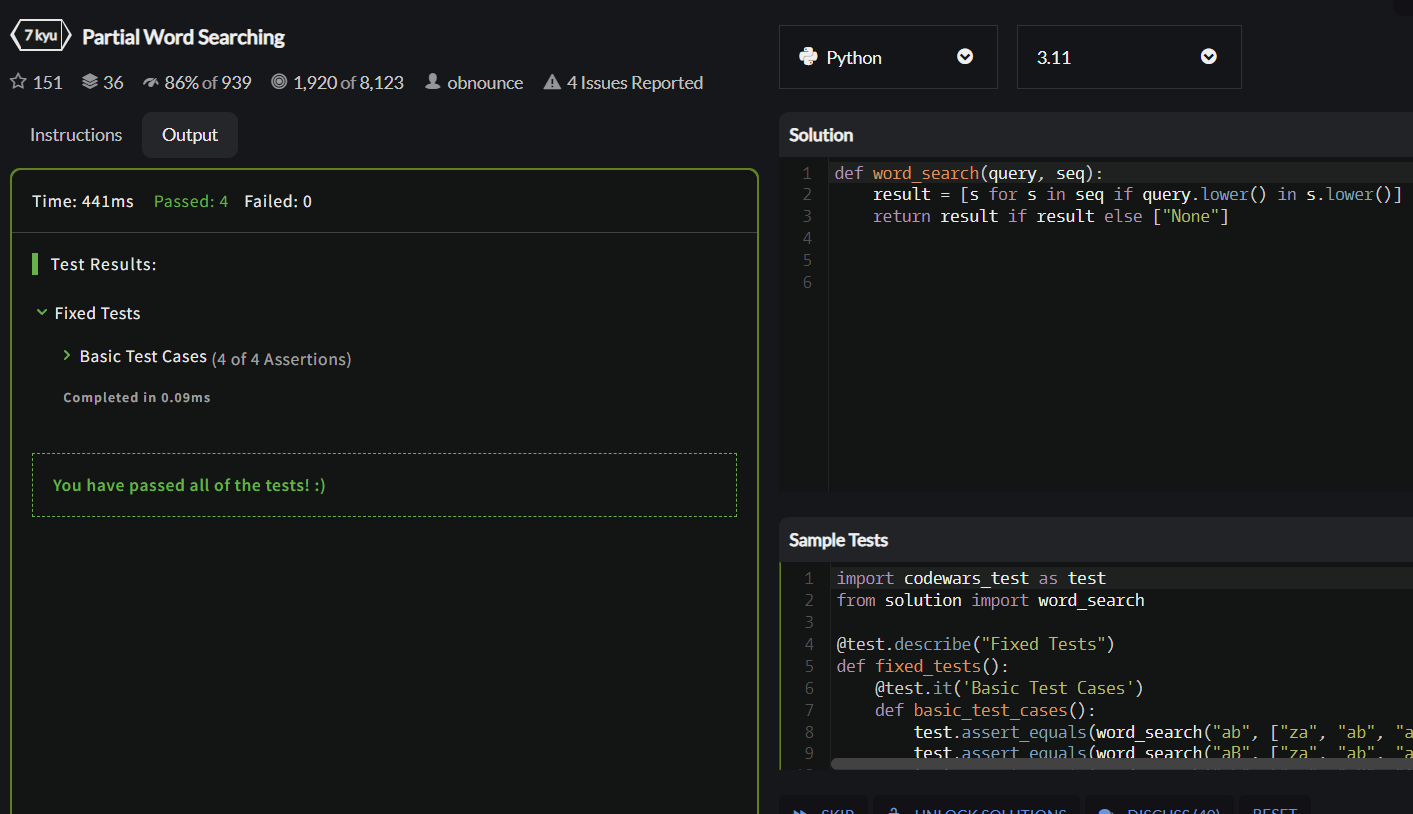 7 kyu Partial Word Searching
151 36 86% of 939 1,920 of 8,123 obnounce 4 Issues Reported
Instructions Output
Time: 441ms Passed: 4 Failed: 0
Test Results:
Fixed Tests
Basic Test Cases (4 of 4 Assertions)
Completed in 0.09ms
You have passed all of the tests! :)
Python 3.11
Solution
1 def word_search(query, seq):
2     result = [s for s in seq if query.lower() in s.lower()]
3     return result if result else ["None"]
4
5
6
Sample Tests
1 import codewars_test as test
2 from solution import word_search
3
4 @test.describe("Fixed Tests")
5 def fixed_tests():
6     @test.it('Basic Test Cases')
7     def basic_test_cases():
8         test.assert_equals(word_search("ab", ["za", "ab", "a
9         test.assert_equals(word_search("aB", ["za", "ab", "a
SKIP UNLOCK SOLUTIONS DISCUSS (40) RESET